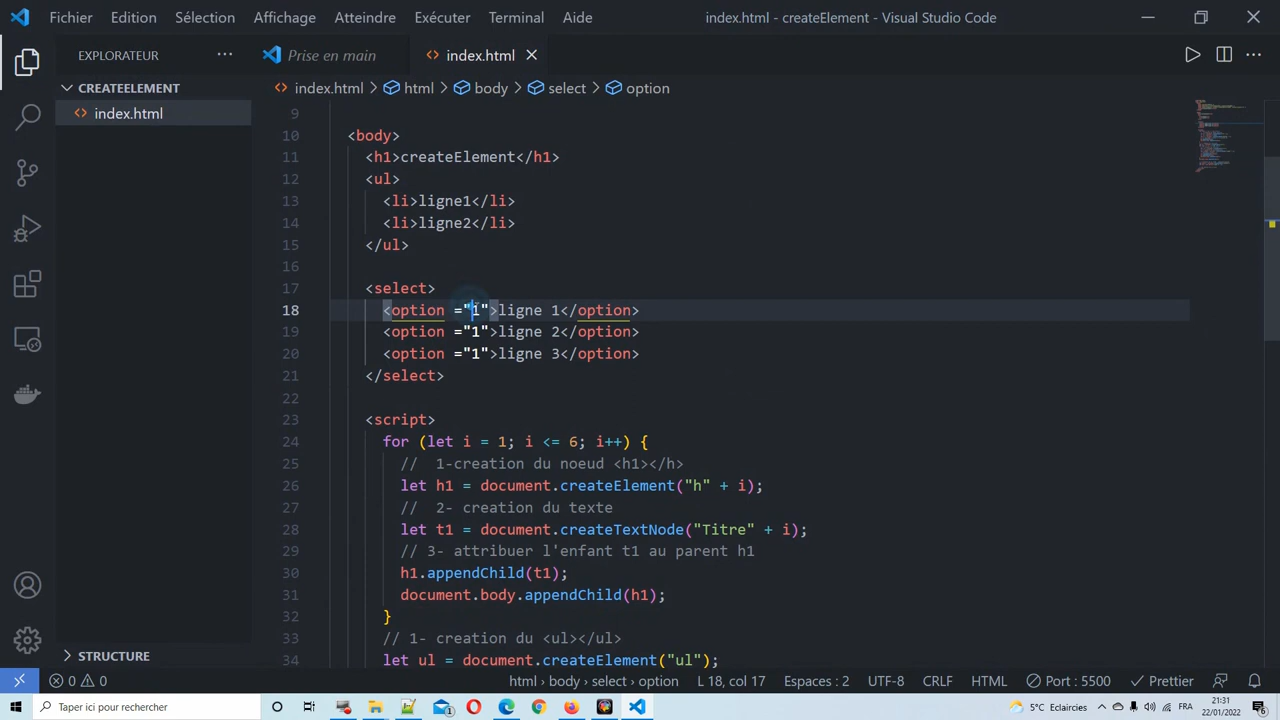 Fichier Edition Sélection Affichage Atteindre Exécuter Terminal Aide index.html - createElement - Visual Studio Code
EXPLORATEUR Prise en main index.html
CREATEELEMENT
index.html
index.html > html > body > select > option
9
10 <body>
11 <h1>createElement</h1>
12 <ul>
13 <li>ligne1</li>
14 <li>ligne2</li>
15 </ul>
16
17 <select>
18 <option ="1">ligne 1</option>
19 <option ="1">ligne 2</option>
20 <option ="1">ligne 3</option>
21 </select>
22
23 <script>
24 for (let i = 1; i <= 6; i++) {
25 // 1-creation du noeud <h1></h>
26 let h1 = document.createElement("h" + i);
27 // 2- creation du texte
28 let t1 = document.createTextNode("Titre" + i);
29 // 3- attribuer l'enfant t1 au parent h1
30 h1.appendChild(t1);
31 document.body.appendChild(h1);
32 }
33 // 1- creation du <ul></ul>
34 let ul = document.createElement("ul");
STRUCTURE
0 0 html > body > select > option L 18, col 17 Espaces : 2 UTF-8 CRLF HTML Port : 5500 Prettier
Taper ici pour rechercher 5°C Eclaircies FRA 21:31
22/01/2022 6